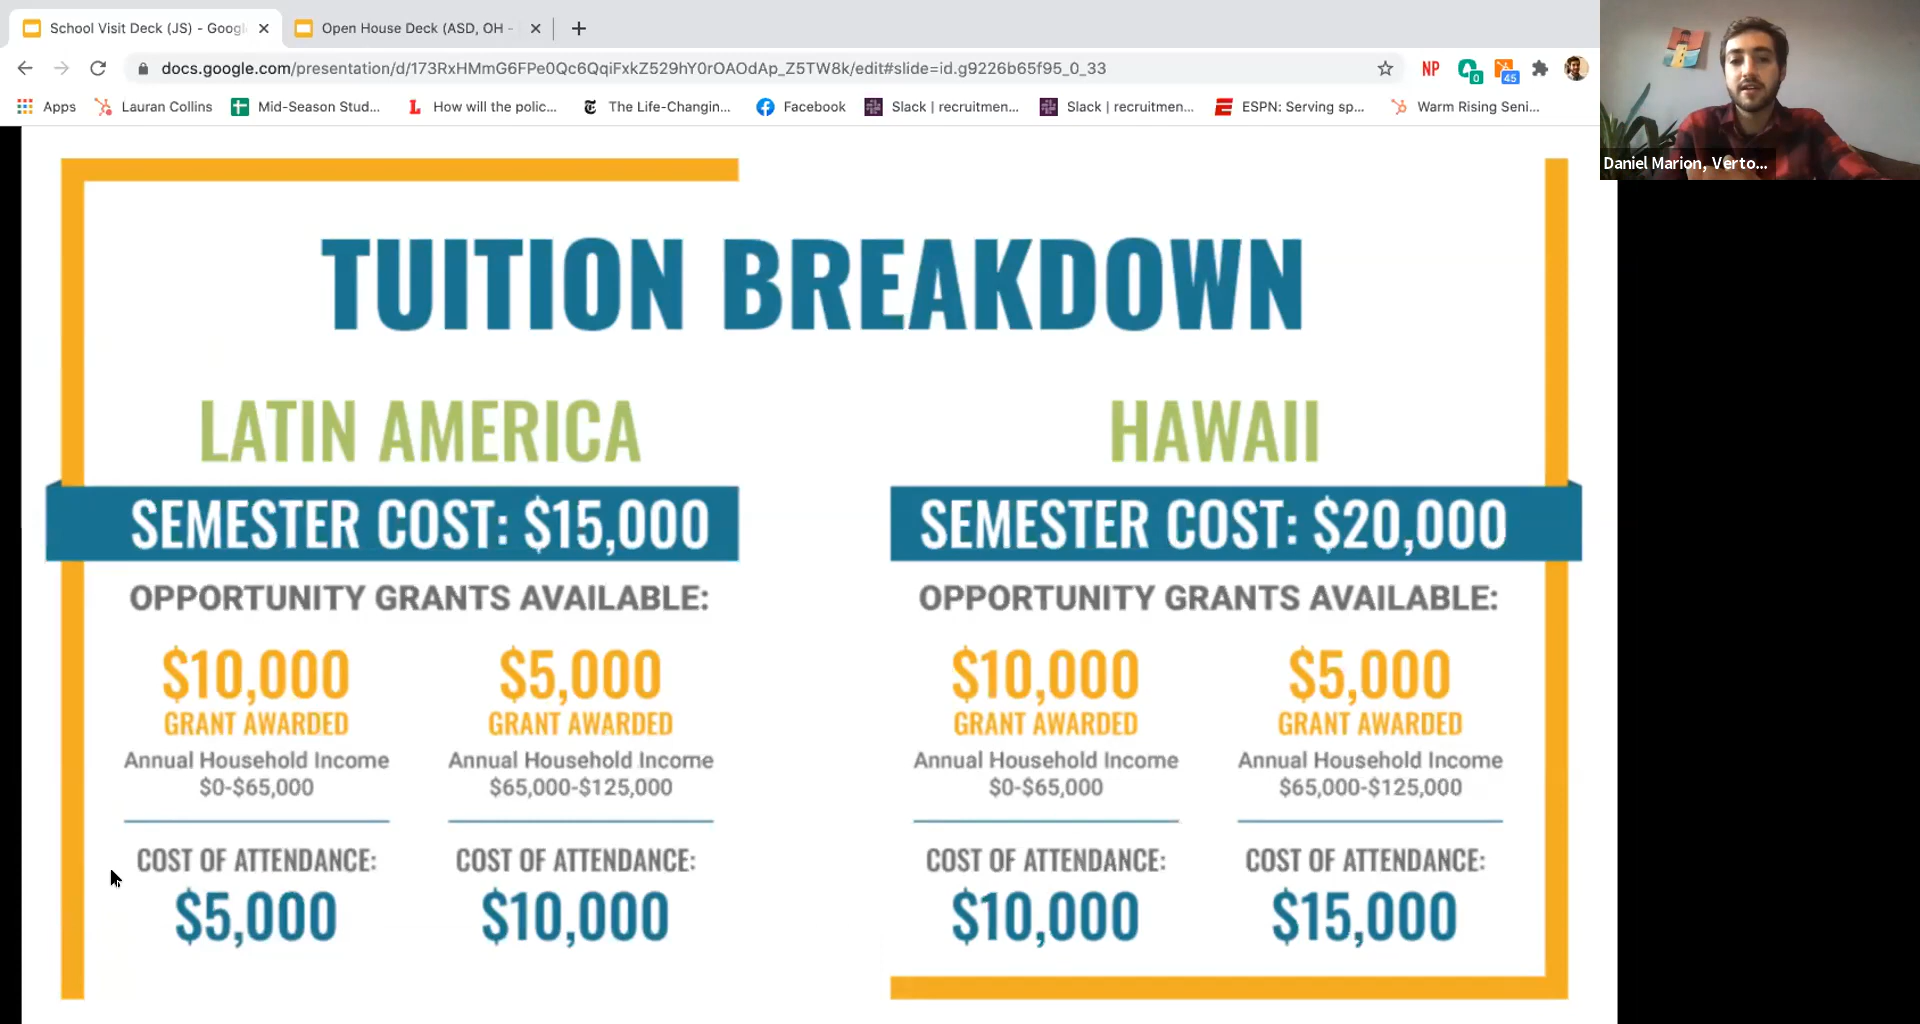 School Visit Deck (JS) - Googl
Open House Deck (ASD, OH -
docs.google.com/presentation/d/173RxHMmG6FPe0Qc6QqiFxkZ529hY0rOAOdAp_Z5TW8k/edit#slide=id.g9226b65f95_0_33
NP
0
45
Apps
Lauran Collins
Mid-Season Stud...
How will the polic...
The Life-Changin...
Facebook
Slack | recruitmen...
Slack | recruitmen...
ESPN: Serving sp...
Warm Rising Seni...
Daniel Marion, Verto...
TUITION BREAKDOWN
LATIN AMERICA
SEMESTER COST: $15,000
OPPORTUNITY GRANTS AVAILABLE:
$10,000
GRANT AWARDED
Annual Household Income
$0-$65,000
COST OF ATTENDANCE:
$5,000
$5,000
GRANT AWARDED
Annual Household Income
$65,000-$125,000
COST OF ATTENDANCE:
$10,000
HAWAII
SEMESTER COST: $20,000
OPPORTUNITY GRANTS AVAILABLE:
$10,000
GRANT AWARDED
Annual Household Income
$0-$65,000
COST OF ATTENDANCE:
$10,000
$5,000
GRANT AWARDED
Annual Household Income
$65,000-$125,000
COST OF ATTENDANCE:
$15,000